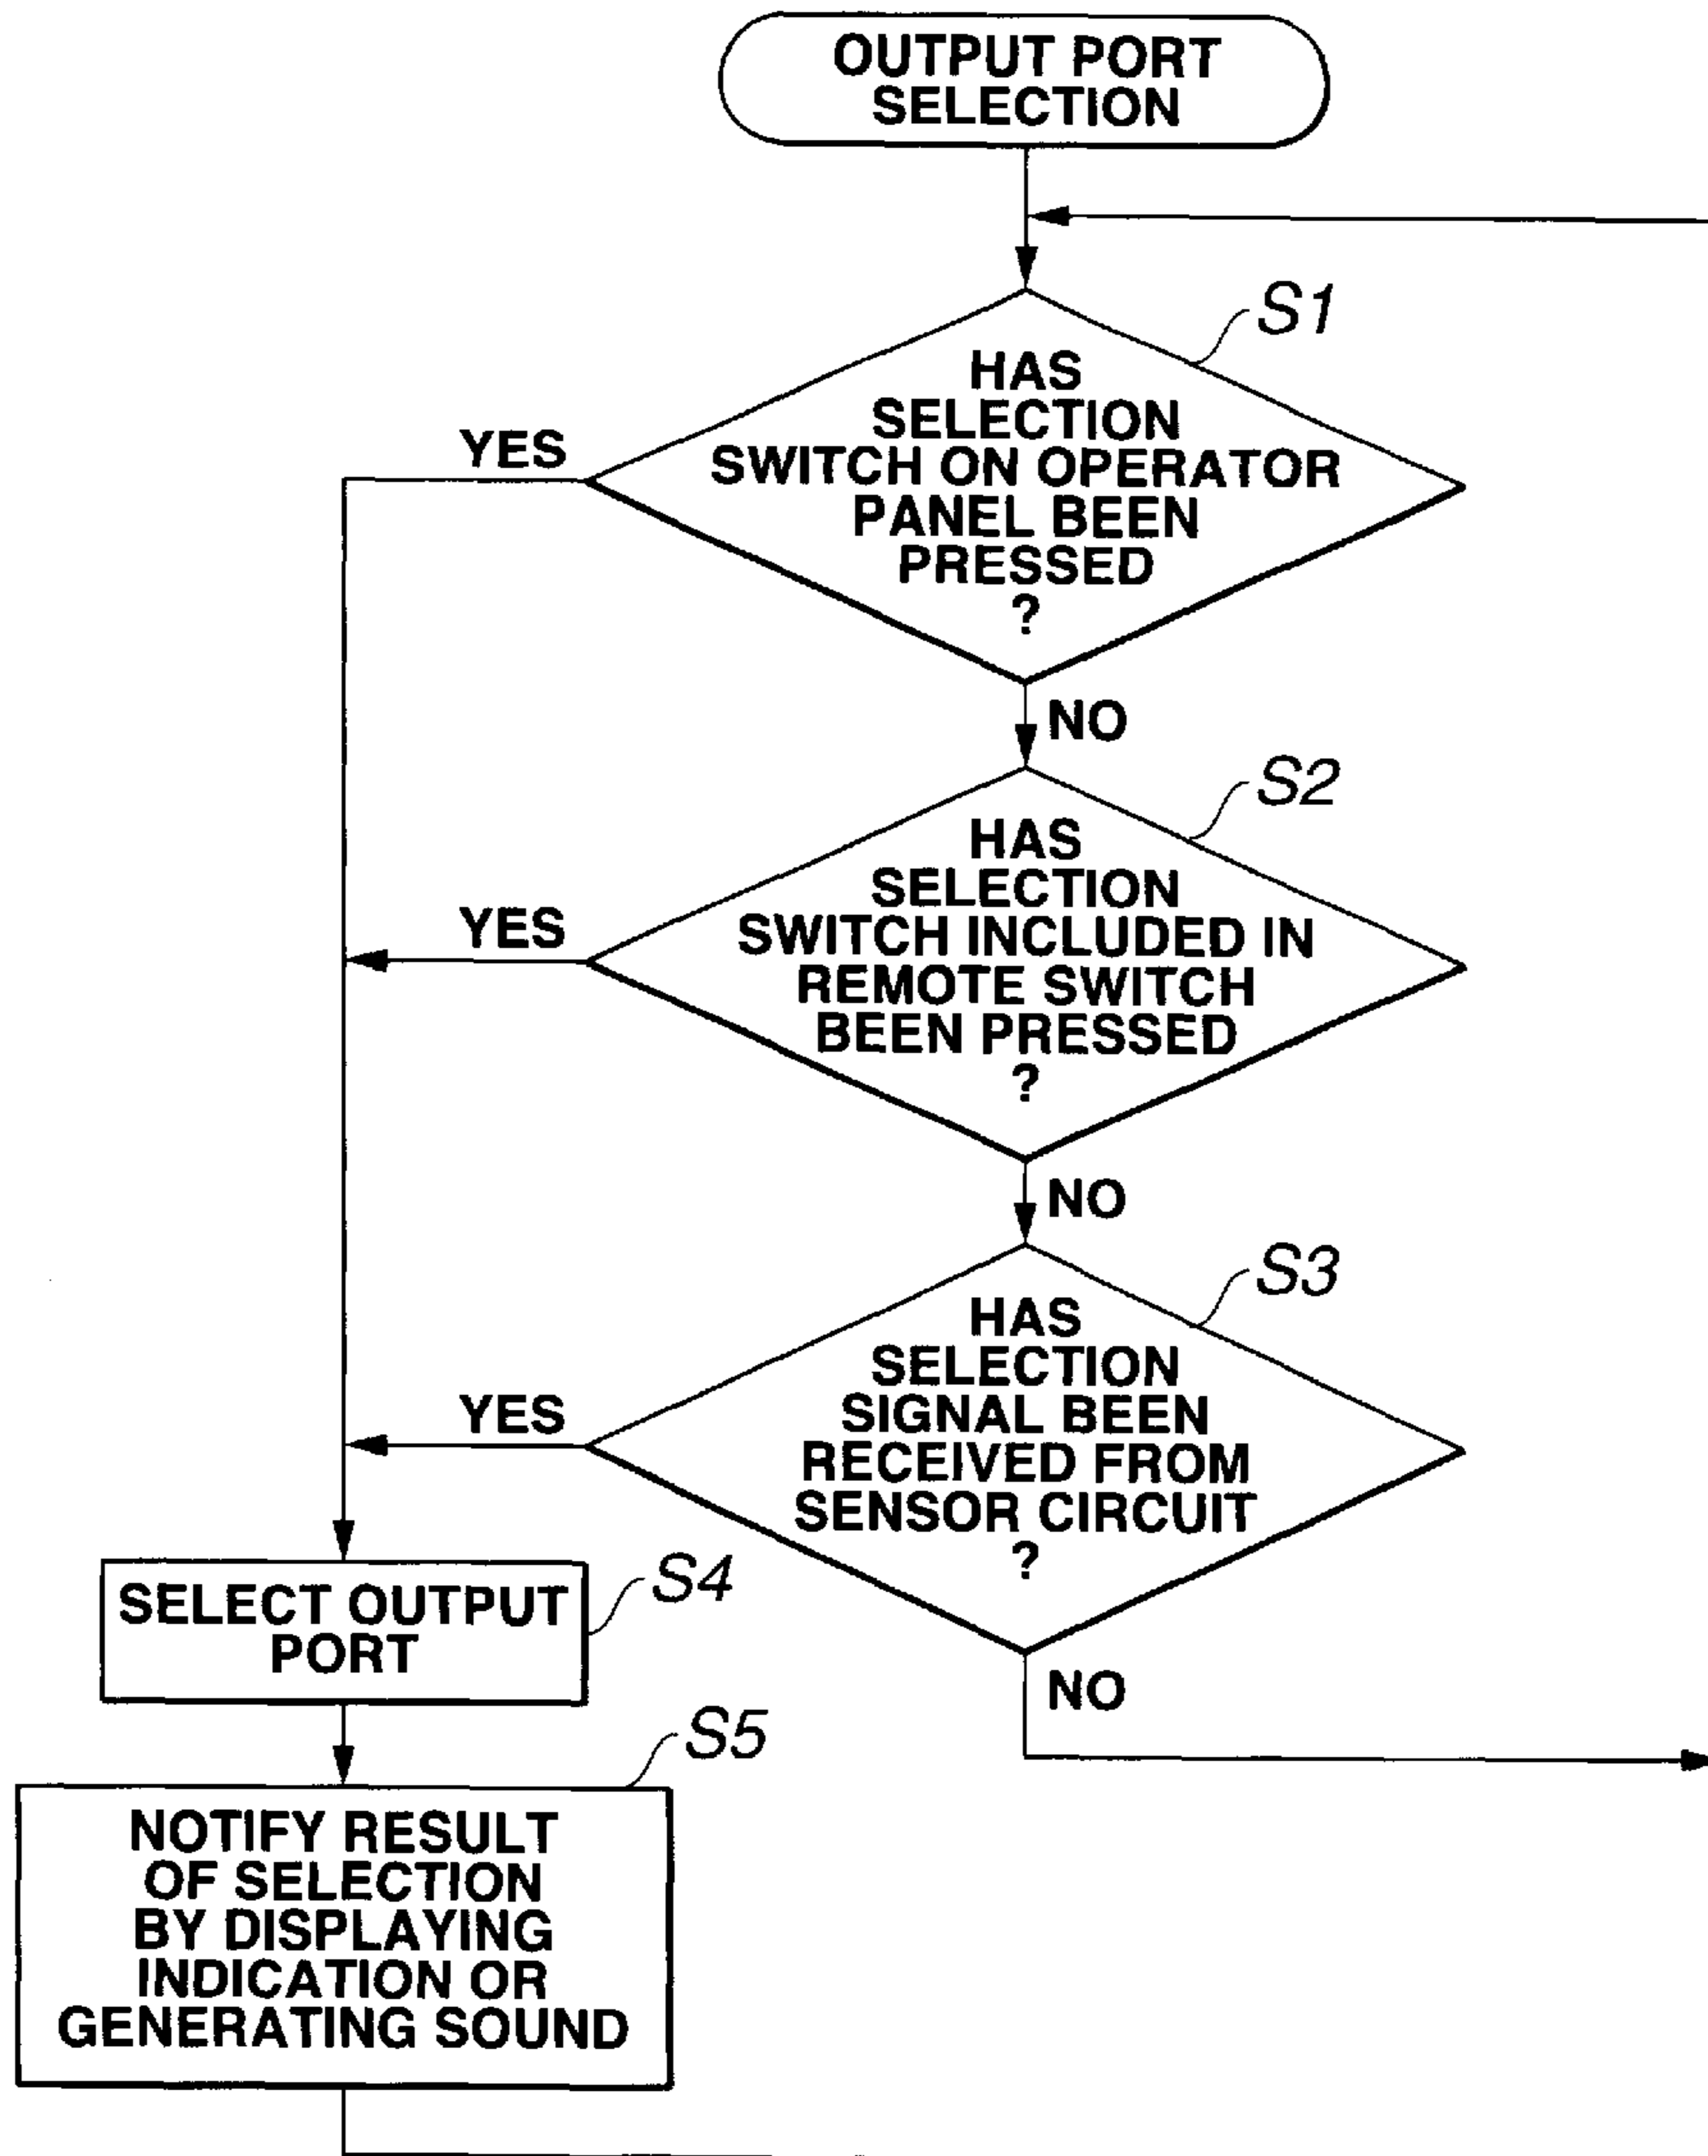 OUTPUT PORT
SELECTION
S1
HAS
SELECTION
SWITCH ON OPERATOR
PANEL BEEN
PRESSED
?
YES
NO
S2
HAS
SELECTION
SWITCH INCLUDED IN
REMOTE SWITCH
BEEN PRESSED
?
YES
NO
S3
HAS
SELECTION
SIGNAL BEEN
RECEIVED FROM
SENSOR CIRCUIT
?
YES
NO
S4
SELECT OUTPUT
PORT
S5
NOTIFY RESULT
OF SELECTION
BY DISPLAYING
INDICATION OR
GENERATING SOUND